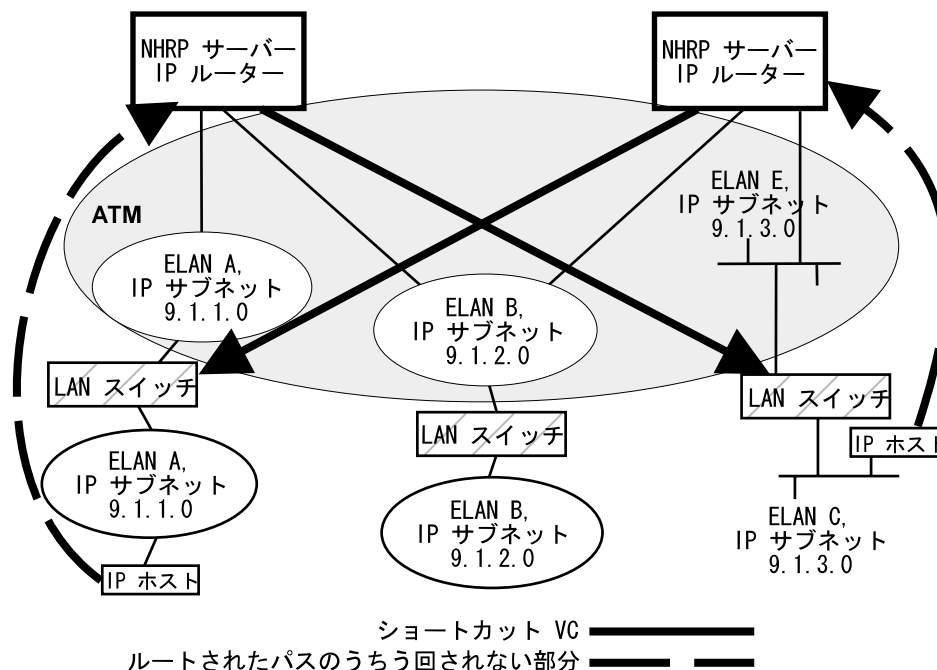 NHRP サーバー
IP ルーター
NHRP サーバー
IP ルーター
ATM
ELAN E,
IP サブネット
9.1.3.0
ELAN A,
IP サブネット
9.1.1.0
ELAN B,
IP サブネット
9.1.2.0
LAN スイッチ
LAN スイッチ
LAN スイッチ
IP ホスト
ELAN A,
IP サブネット
9.1.1.0
ELAN B,
IP サブネット
9.1.2.0
ELAN C,
IP サブネット
9.1.3.0
IP ホスト
ショートカット VC
ルートされたパスのうちう回されない部分